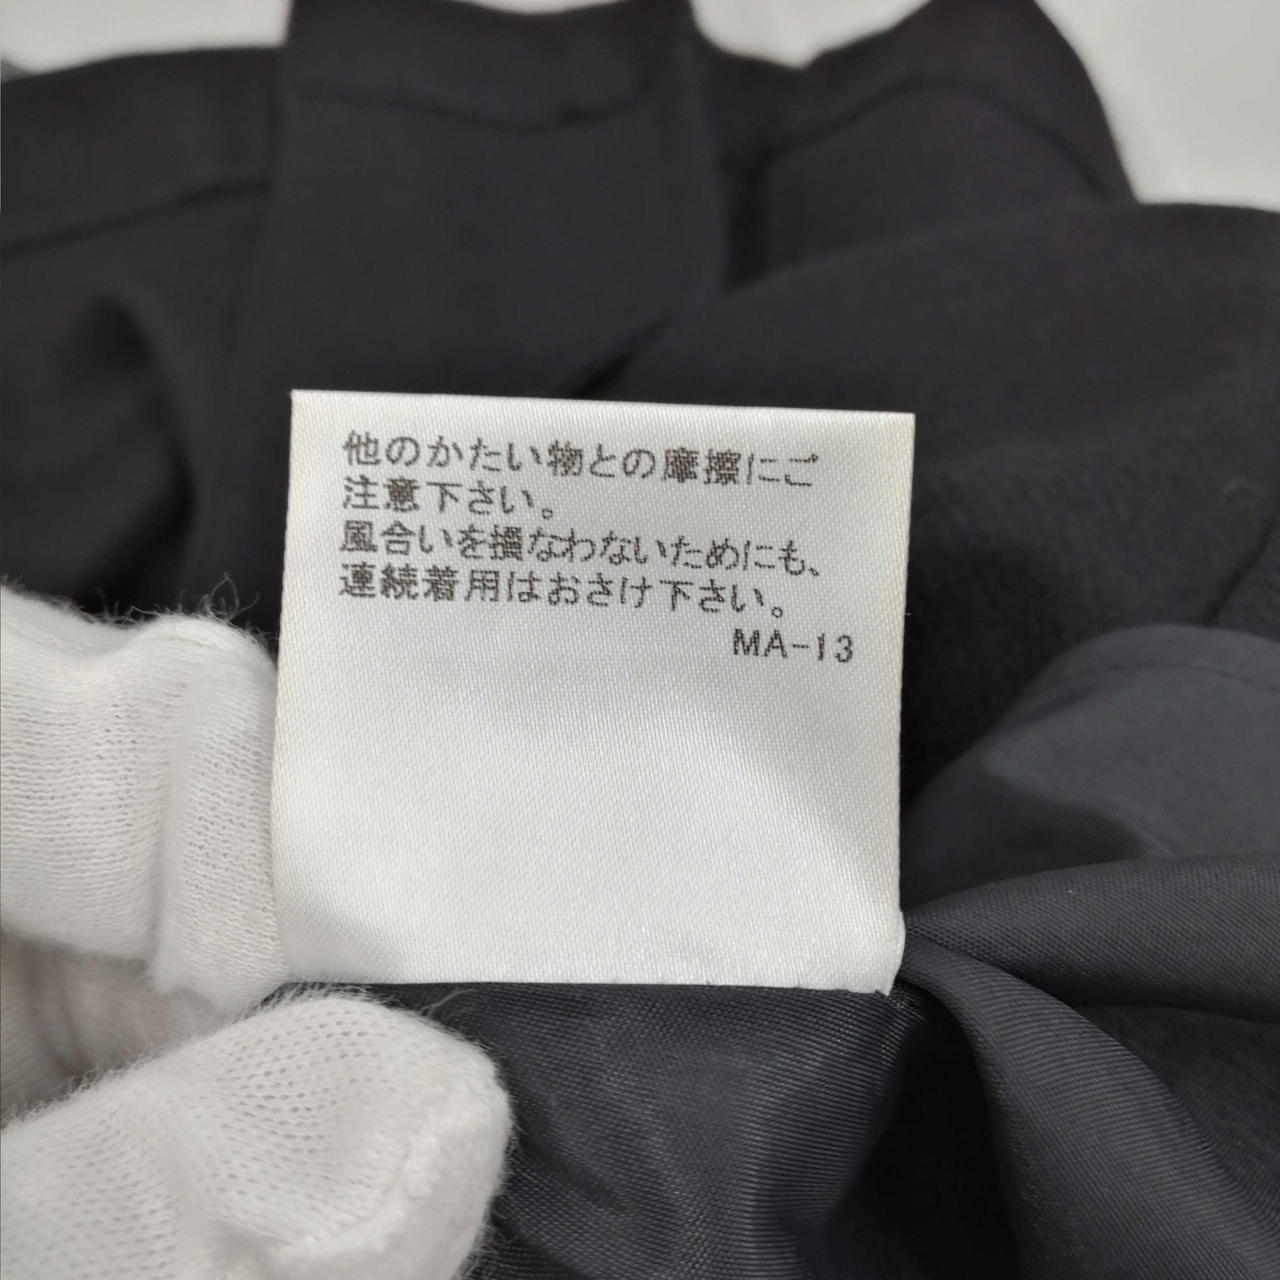 他のかたい物との摩擦にご
注意下さい。
風合いを損なわないためにも、
連続着用はおさけ下さい。
MA-13